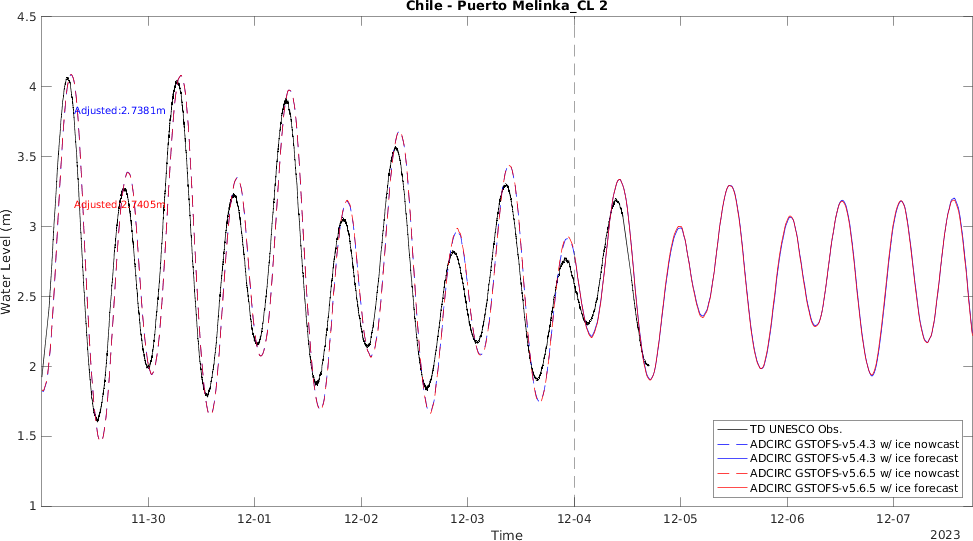 Chile - Puerto Melinka_CL 2
4.5
4
3.5
3
2.5
2
1.5
1
Water Level (m)
Adjusted:2.7381m
Adjusted:2.7405m
TD UNESCO Obs.
ADCIRC GSTOFS-v5.4.3 w/ ice nowcast
ADCIRC GSTOFS-v5.4.3 w/ ice forecast
ADCIRC GSTOFS-v5.6.5 w/ ice nowcast
ADCIRC GSTOFS-v5.6.5 w/ ice forecast
11-30 12-01 12-02 12-03 12-04 12-05 12-06 12-07
Time
2023